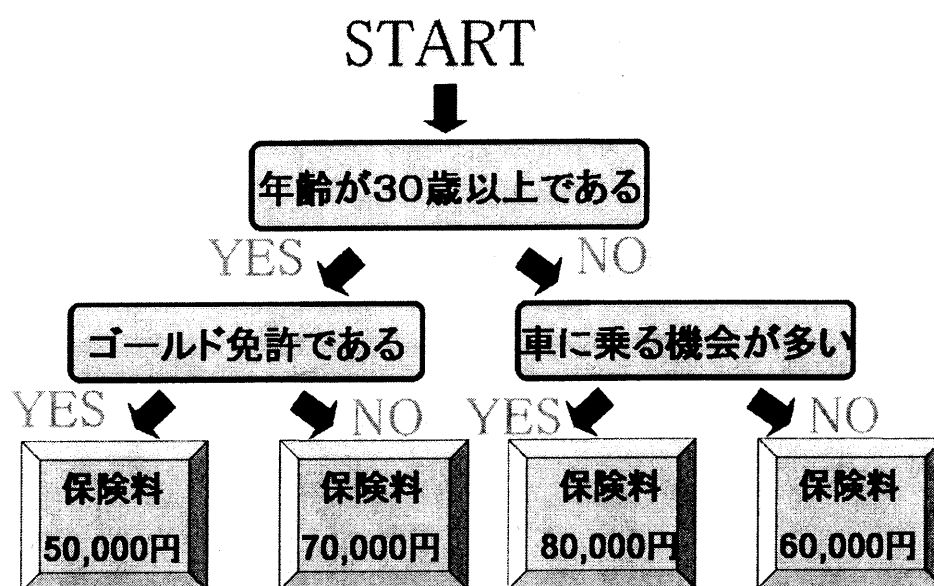 START
年齢が30歳以上である
YES
NO
ゴールド免許である
車に乗る機会が多い
YES
NO
YES
NO
保険料
50,000円
保険料
70,000円
保険料
80,000円
保険料
60,000円